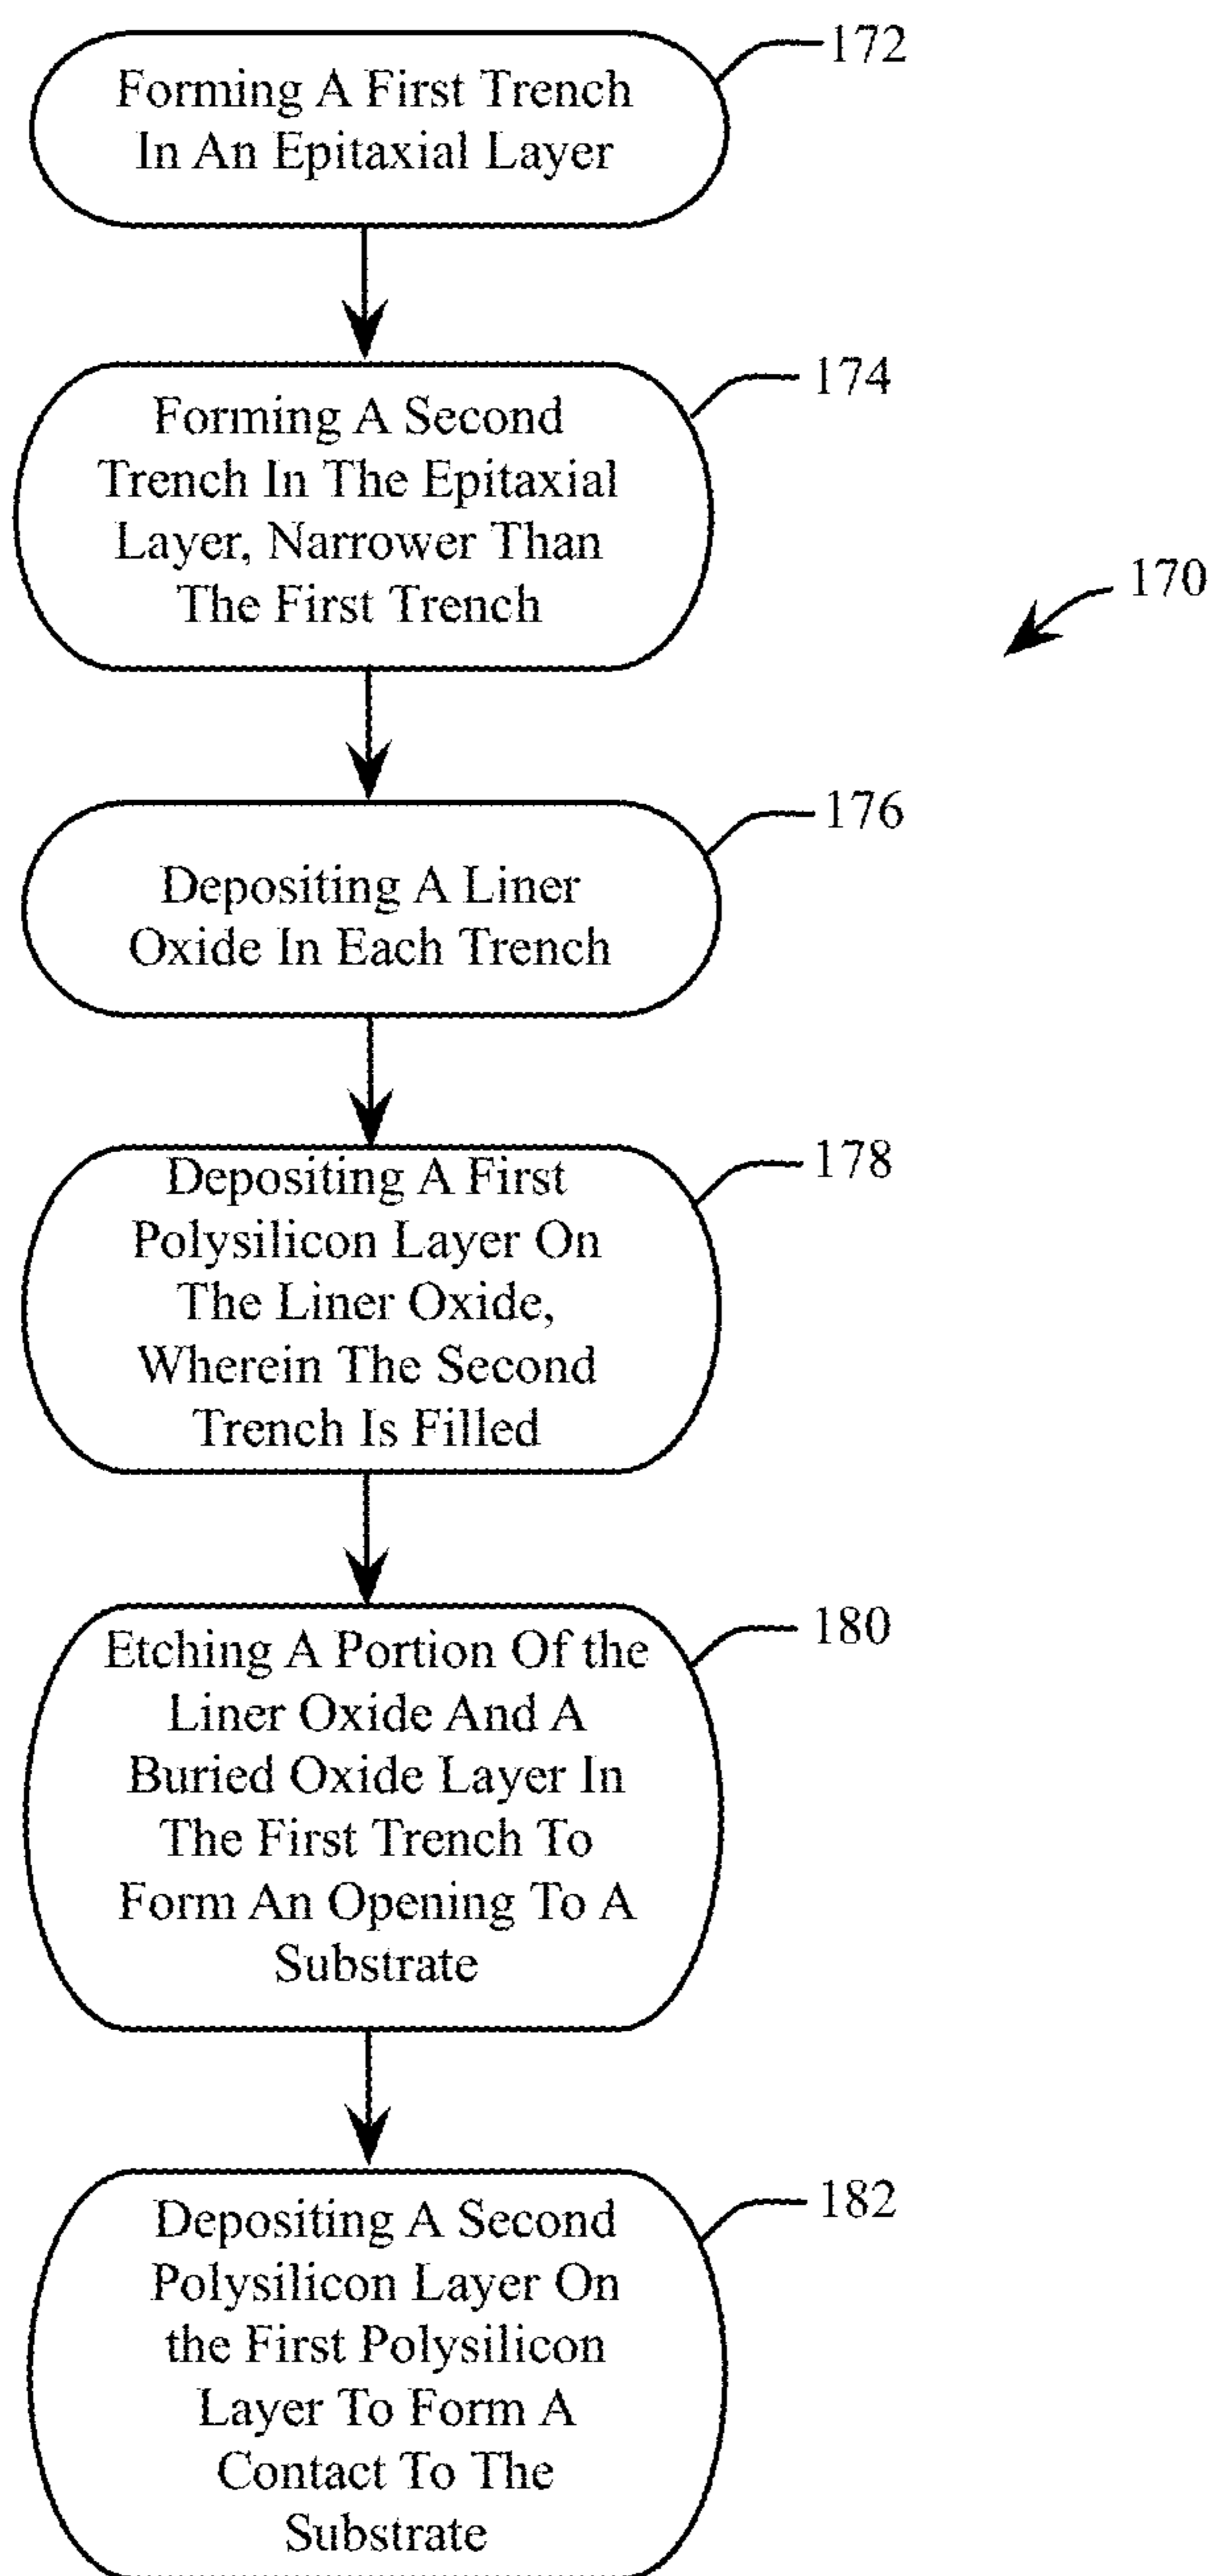 172
Forming A First Trench
In An Epitaxial Layer
174
Forming A Second
Trench In The Epitaxial
Layer, Narrower Than
The First Trench
170
176
Depositing A Liner
Oxide In Each Trench
178
Depositing A First
Polysilicon Layer On
The Liner Oxide,
Wherein The Second
Trench Is Filled
180
Etching A Portion Of the
Liner Oxide And A
Buried Oxide Layer In
The First Trench To
Form An Opening To A
Substrate
182
Depositing A Second
Polysilicon Layer On
the First Polysilicon
Layer To Form A
Contact To The
Substrate